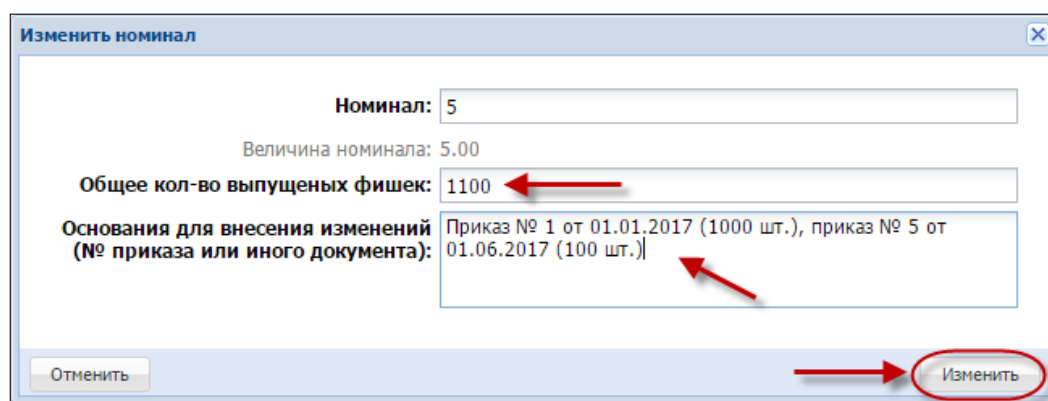 Изменить номинал
Номинал: 5
Величина номинала: 5.00
Общее кол-во выпущеных фишек: 1100
Основания для внесения изменений
(№ приказа или иного документа):
Приказ № 1 от 01.01.2017 (1000 шт.), приказ № 5 от
01.06.2017 (100 шт.)
Отменить
Изменить